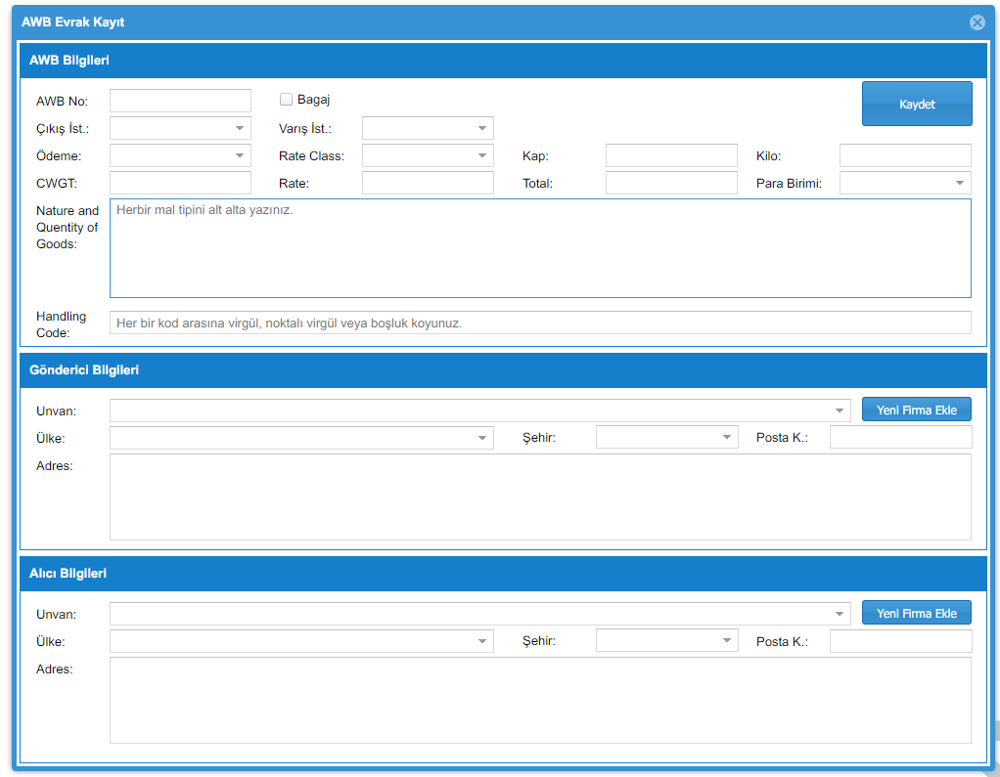 AWB Evrak Kayıt
AWB Bilgileri
AWB No:
Bagaj
Kaydet
Çıkış İst.:
Varış İst.:
Ödeme:
Rate Class:
Kap:
Kilo:
CWGT:
Rate:
Total:
Para Birimi:
Nature and
Quentity of
Goods:
Herbir mal tipini alt alta yazınız.
Handling
Code:
Her bir kod arasına virgül, noktalı virgül veya boşluk koyunuz.
Gönderici Bilgileri
Unvan:
Yeni Firma Ekle
Ülke:
Şehir:
Posta K.:
Adres:
Alıcı Bilgileri
Unvan:
Yeni Firma Ekle
Ülke:
Şehir:
Posta K.:
Adres: